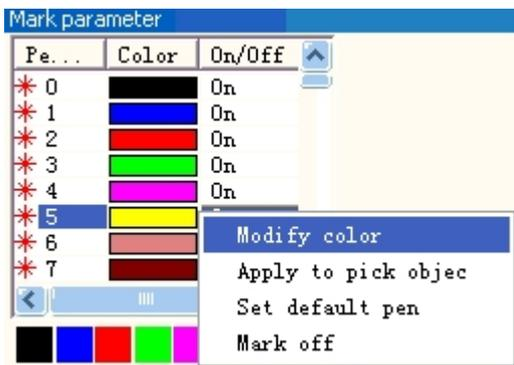 Mark parameter
Pe... Color On/Off
0 On
1 On
2 On
3 On
4 On
5
6
7
Modify color
Apply to pick objec
Set default pen
Mark off